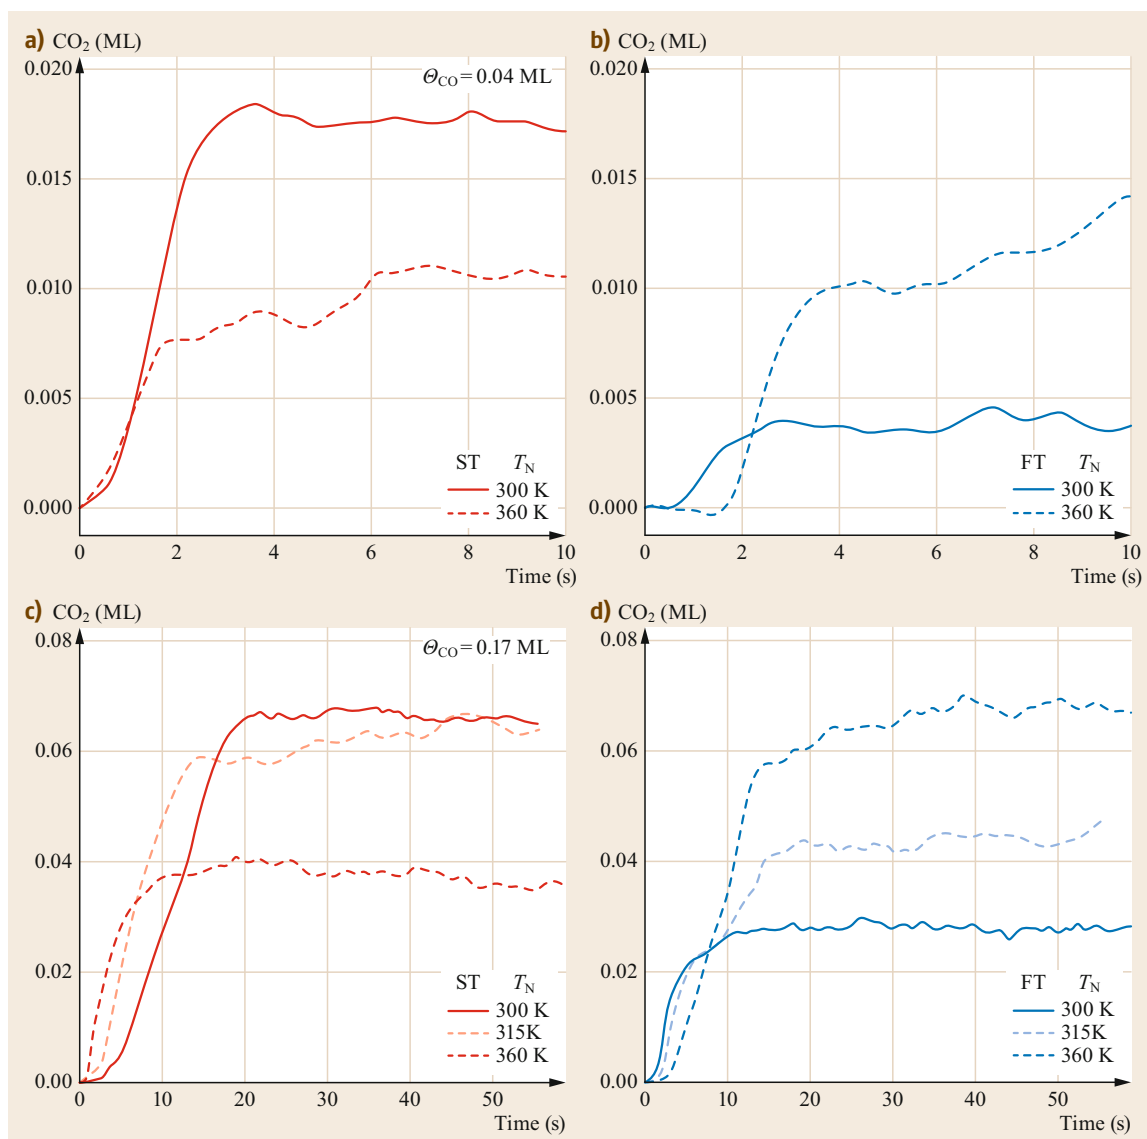 a) CO₂ (ML)
0.020
Θ_CO = 0.04 ML
0.015
0.010
0.005
ST T_N
300 K
0.000
360 K
0 2 4 6 8 10
Time (s)
b) CO₂ (ML)
0.020
0.015
0.010
0.005
FT T_N
300 K
0.000
360 K
0 2 4 6 8 10
Time (s)
c) CO₂ (ML)
0.08
Θ_CO = 0.17 ML
0.06
0.04
0.02
ST T_N
300 K
315K
360 K
0.00
0 10 20 30 40 50
Time (s)
d) CO₂ (ML)
0.08
0.06
0.04
0.02
FT T_N
300 K
315K
360 K
0.00
0 10 20 30 40 50
Time (s)